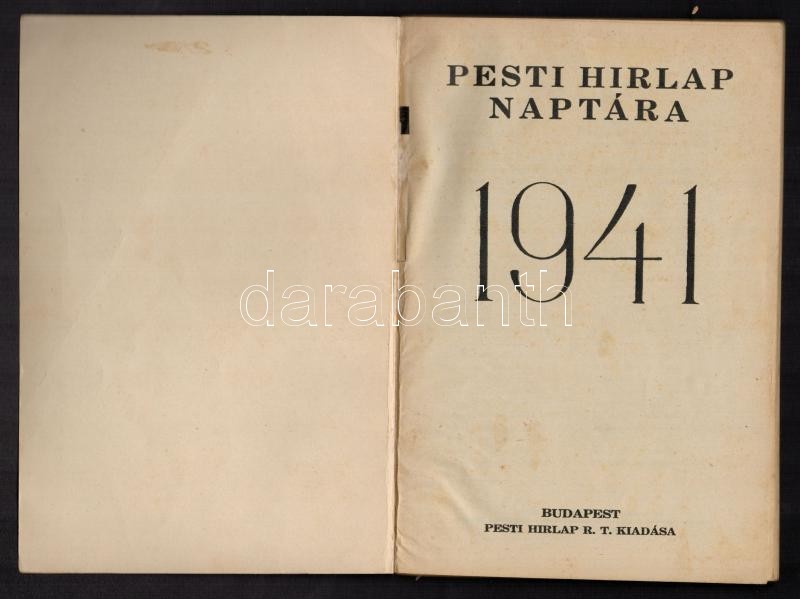 PESTI HIRLAP
NAPTÁRA
1941
darabanth
BUDAPEST
PESTI HIRLAP R. T. KIADÁSA